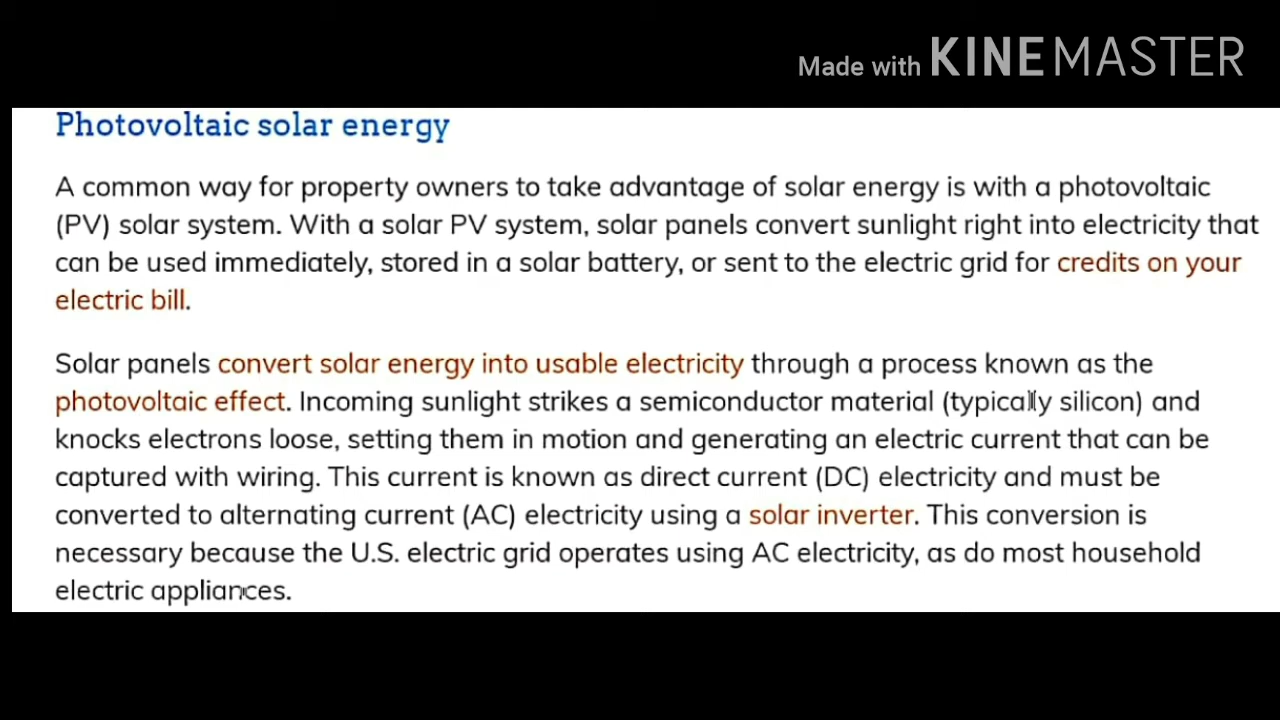 Made with KINEMASTER
Photovoltaic solar energy
A common way for property owners to take advantage of solar energy is with a photovoltaic
(PV) solar system. With a solar PV system, solar panels convert sunlight right into electricity that
can be used immediately, stored in a solar battery, or sent to the electric grid for credits on your
electric bill.
Solar panels convert solar energy into usable electricity through a process known as the
photovoltaic effect. Incoming sunlight strikes a semiconductor material (typically silicon) and
knocks electrons loose, setting them in motion and generating an electric current that can be
captured with wiring. This current is known as direct current (DC) electricity and must be
converted to alternating current (AC) electricity using a solar inverter. This conversion is
necessary because the U.S. electric grid operates using AC electricity, as do most household
electric appliances.